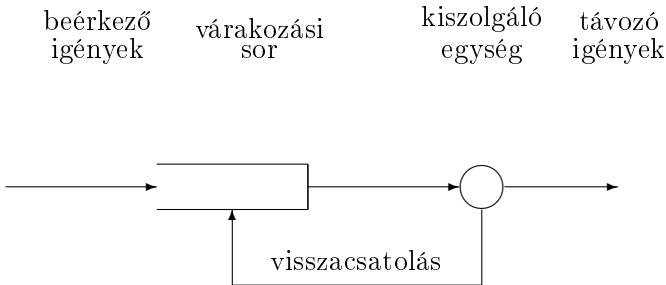 beérkező
igények
várakozási
sor
kiszolgáló
egység
távozó
igények
visszacsatolás